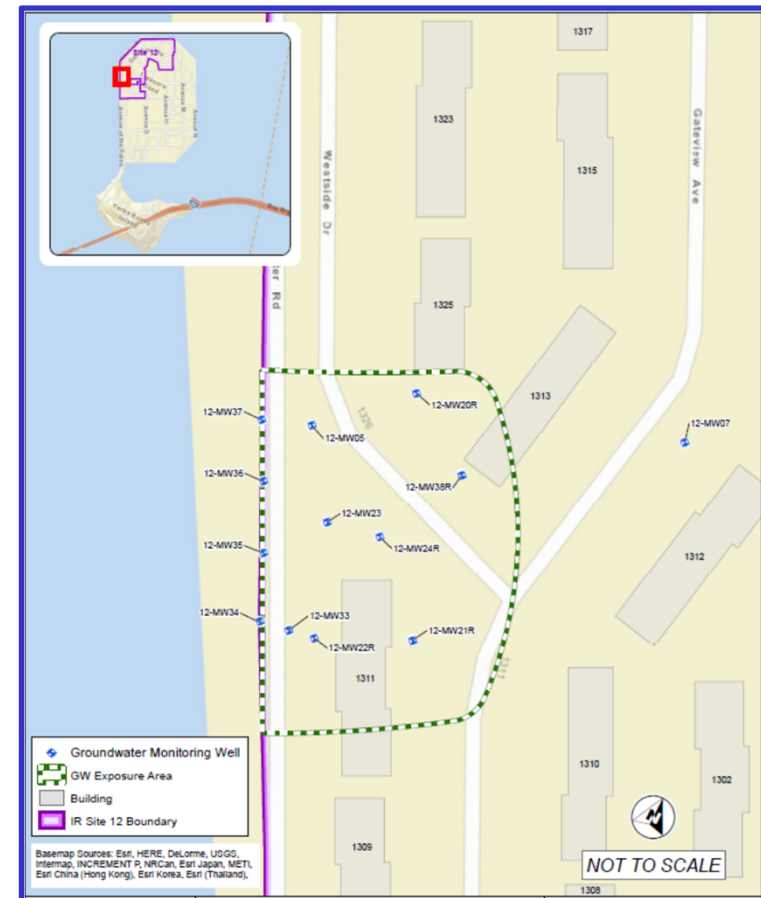 Site 12
Avenue M
Avenue N
Avenue H
Avenue D
Avenue of the Palms
Yerba Buena
Island
1317
1323
1315
Westside Dr
Gateview Ave
ter Rd
1325
1313
1326
12-MW20R
12-MW37
12-MW05
12-MW07
12-MW36
12-MW38R
12-MW23
12-MW35
12-MW24R
1312
12-MW34
12-MW33
12-MW21R
12-MW22R
1311
1311
Groundwater Monitoring Well
GW Exposure Area
Building
IR Site 12 Boundary
1310
1302
N
Basemap Sources: Esri, HERE, DeLorme, USGS,
Intermap, INCREMENT P, NRCan, Esri Japan, METI,
Esri China (Hong Kong), Esri Korea, Esri (Thailand),
1309
NOT TO SCALE
1308